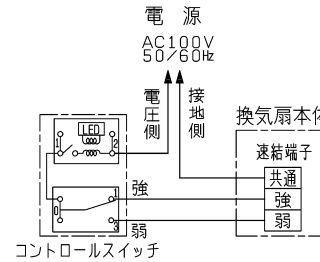 電源
AC100V
50/60Hz
電圧側
接地側
換気扇本体
速結端子
共通
強
弱
LED
1
2
強
0
1
3
弱
コントロールスイッチ